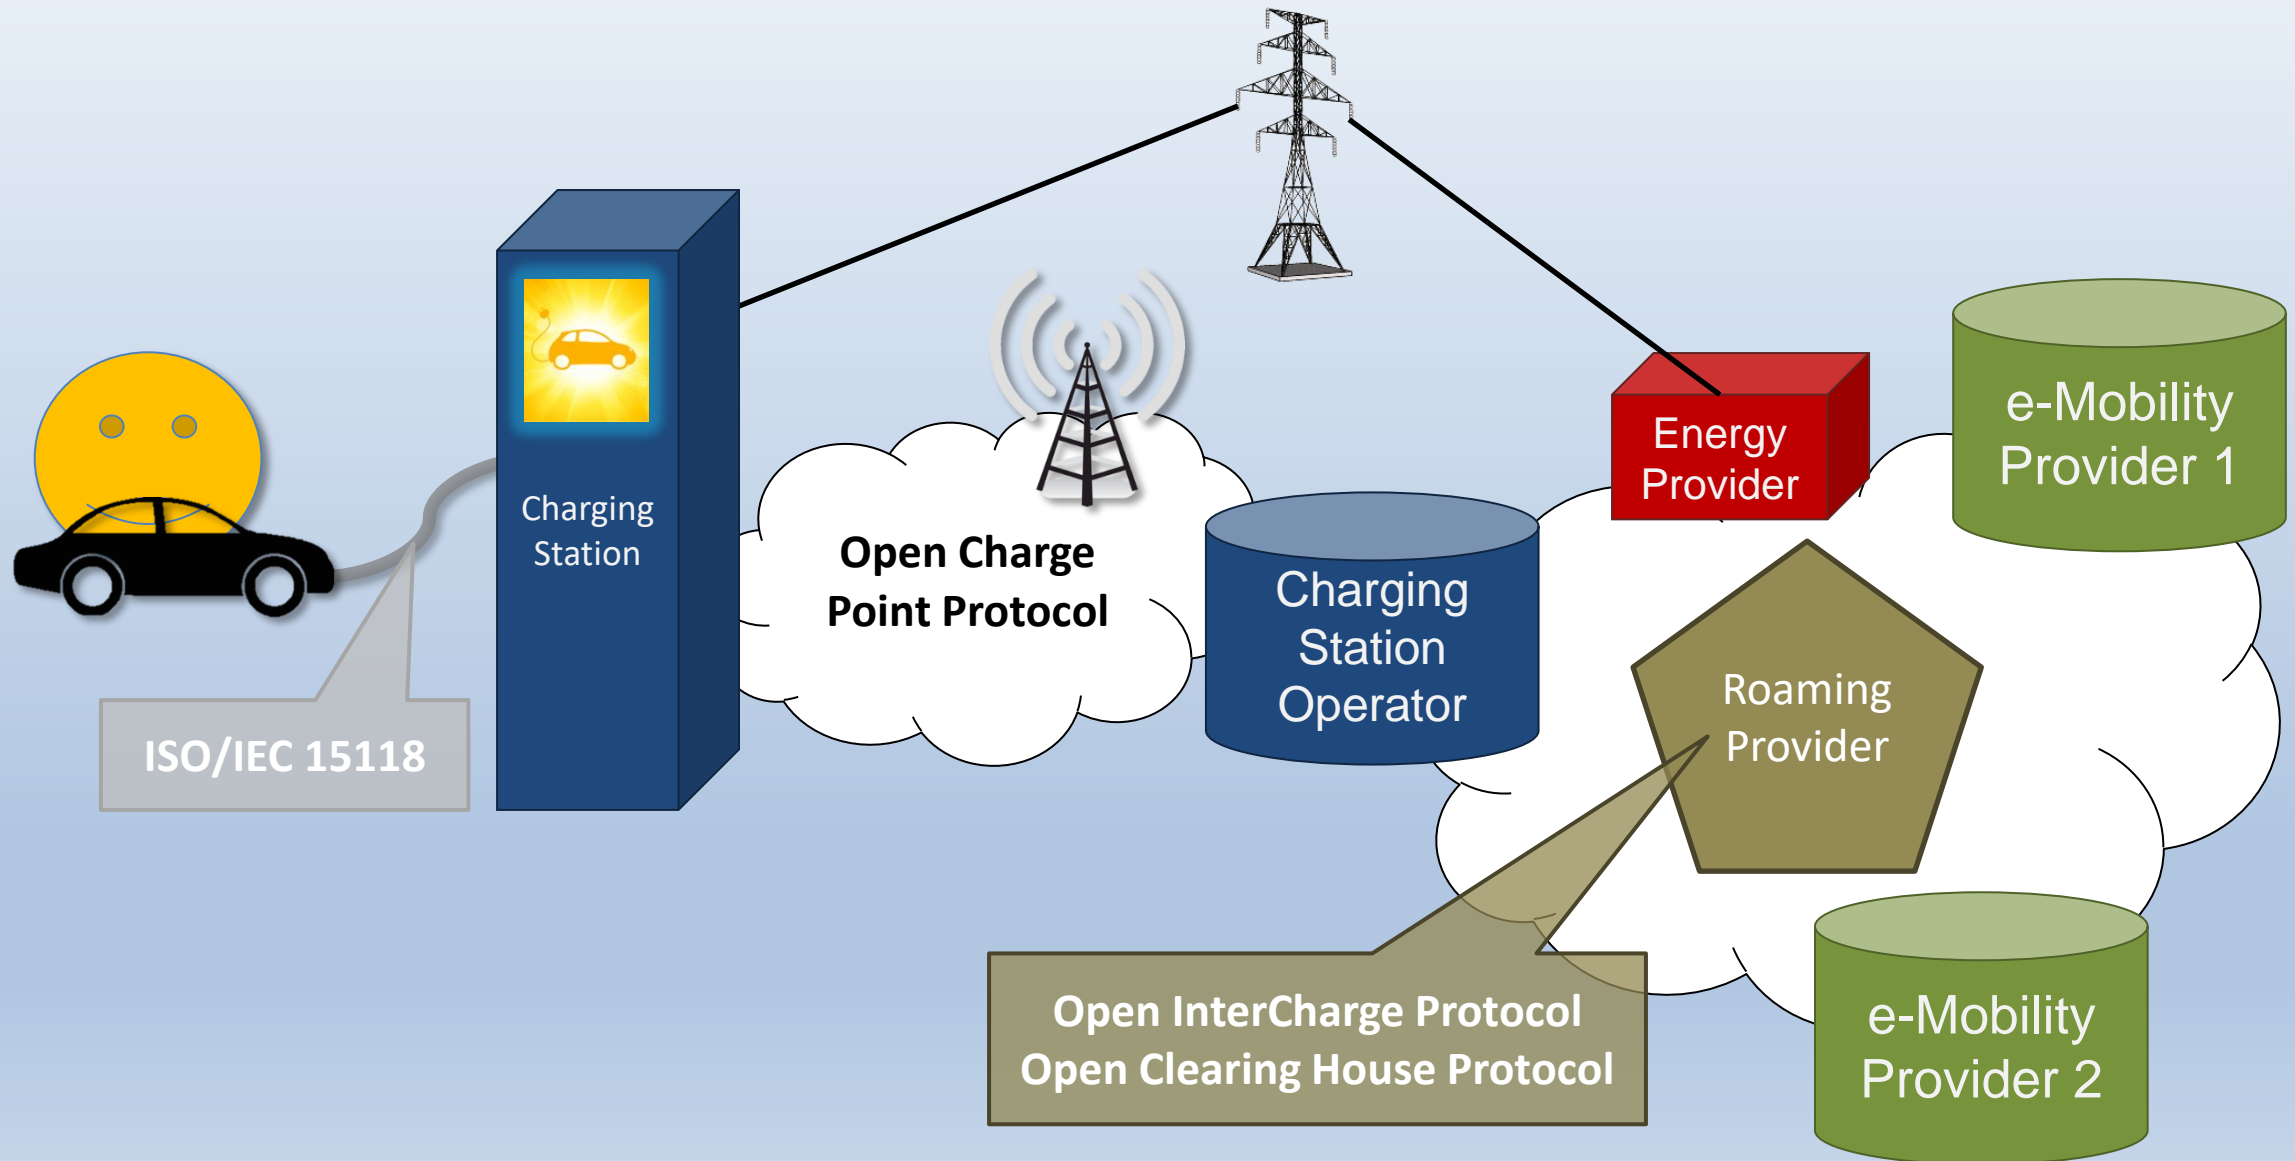 Charging
Station
ISO/IEC 15118
Open Charge
Point Protocol
Charging
Station
Operator
Energy
Provider
e-Mobility
Provider 1
Roaming
Provider
Open InterCharge Protocol
Open Clearing House Protocol
e-Mobility
Provider 2